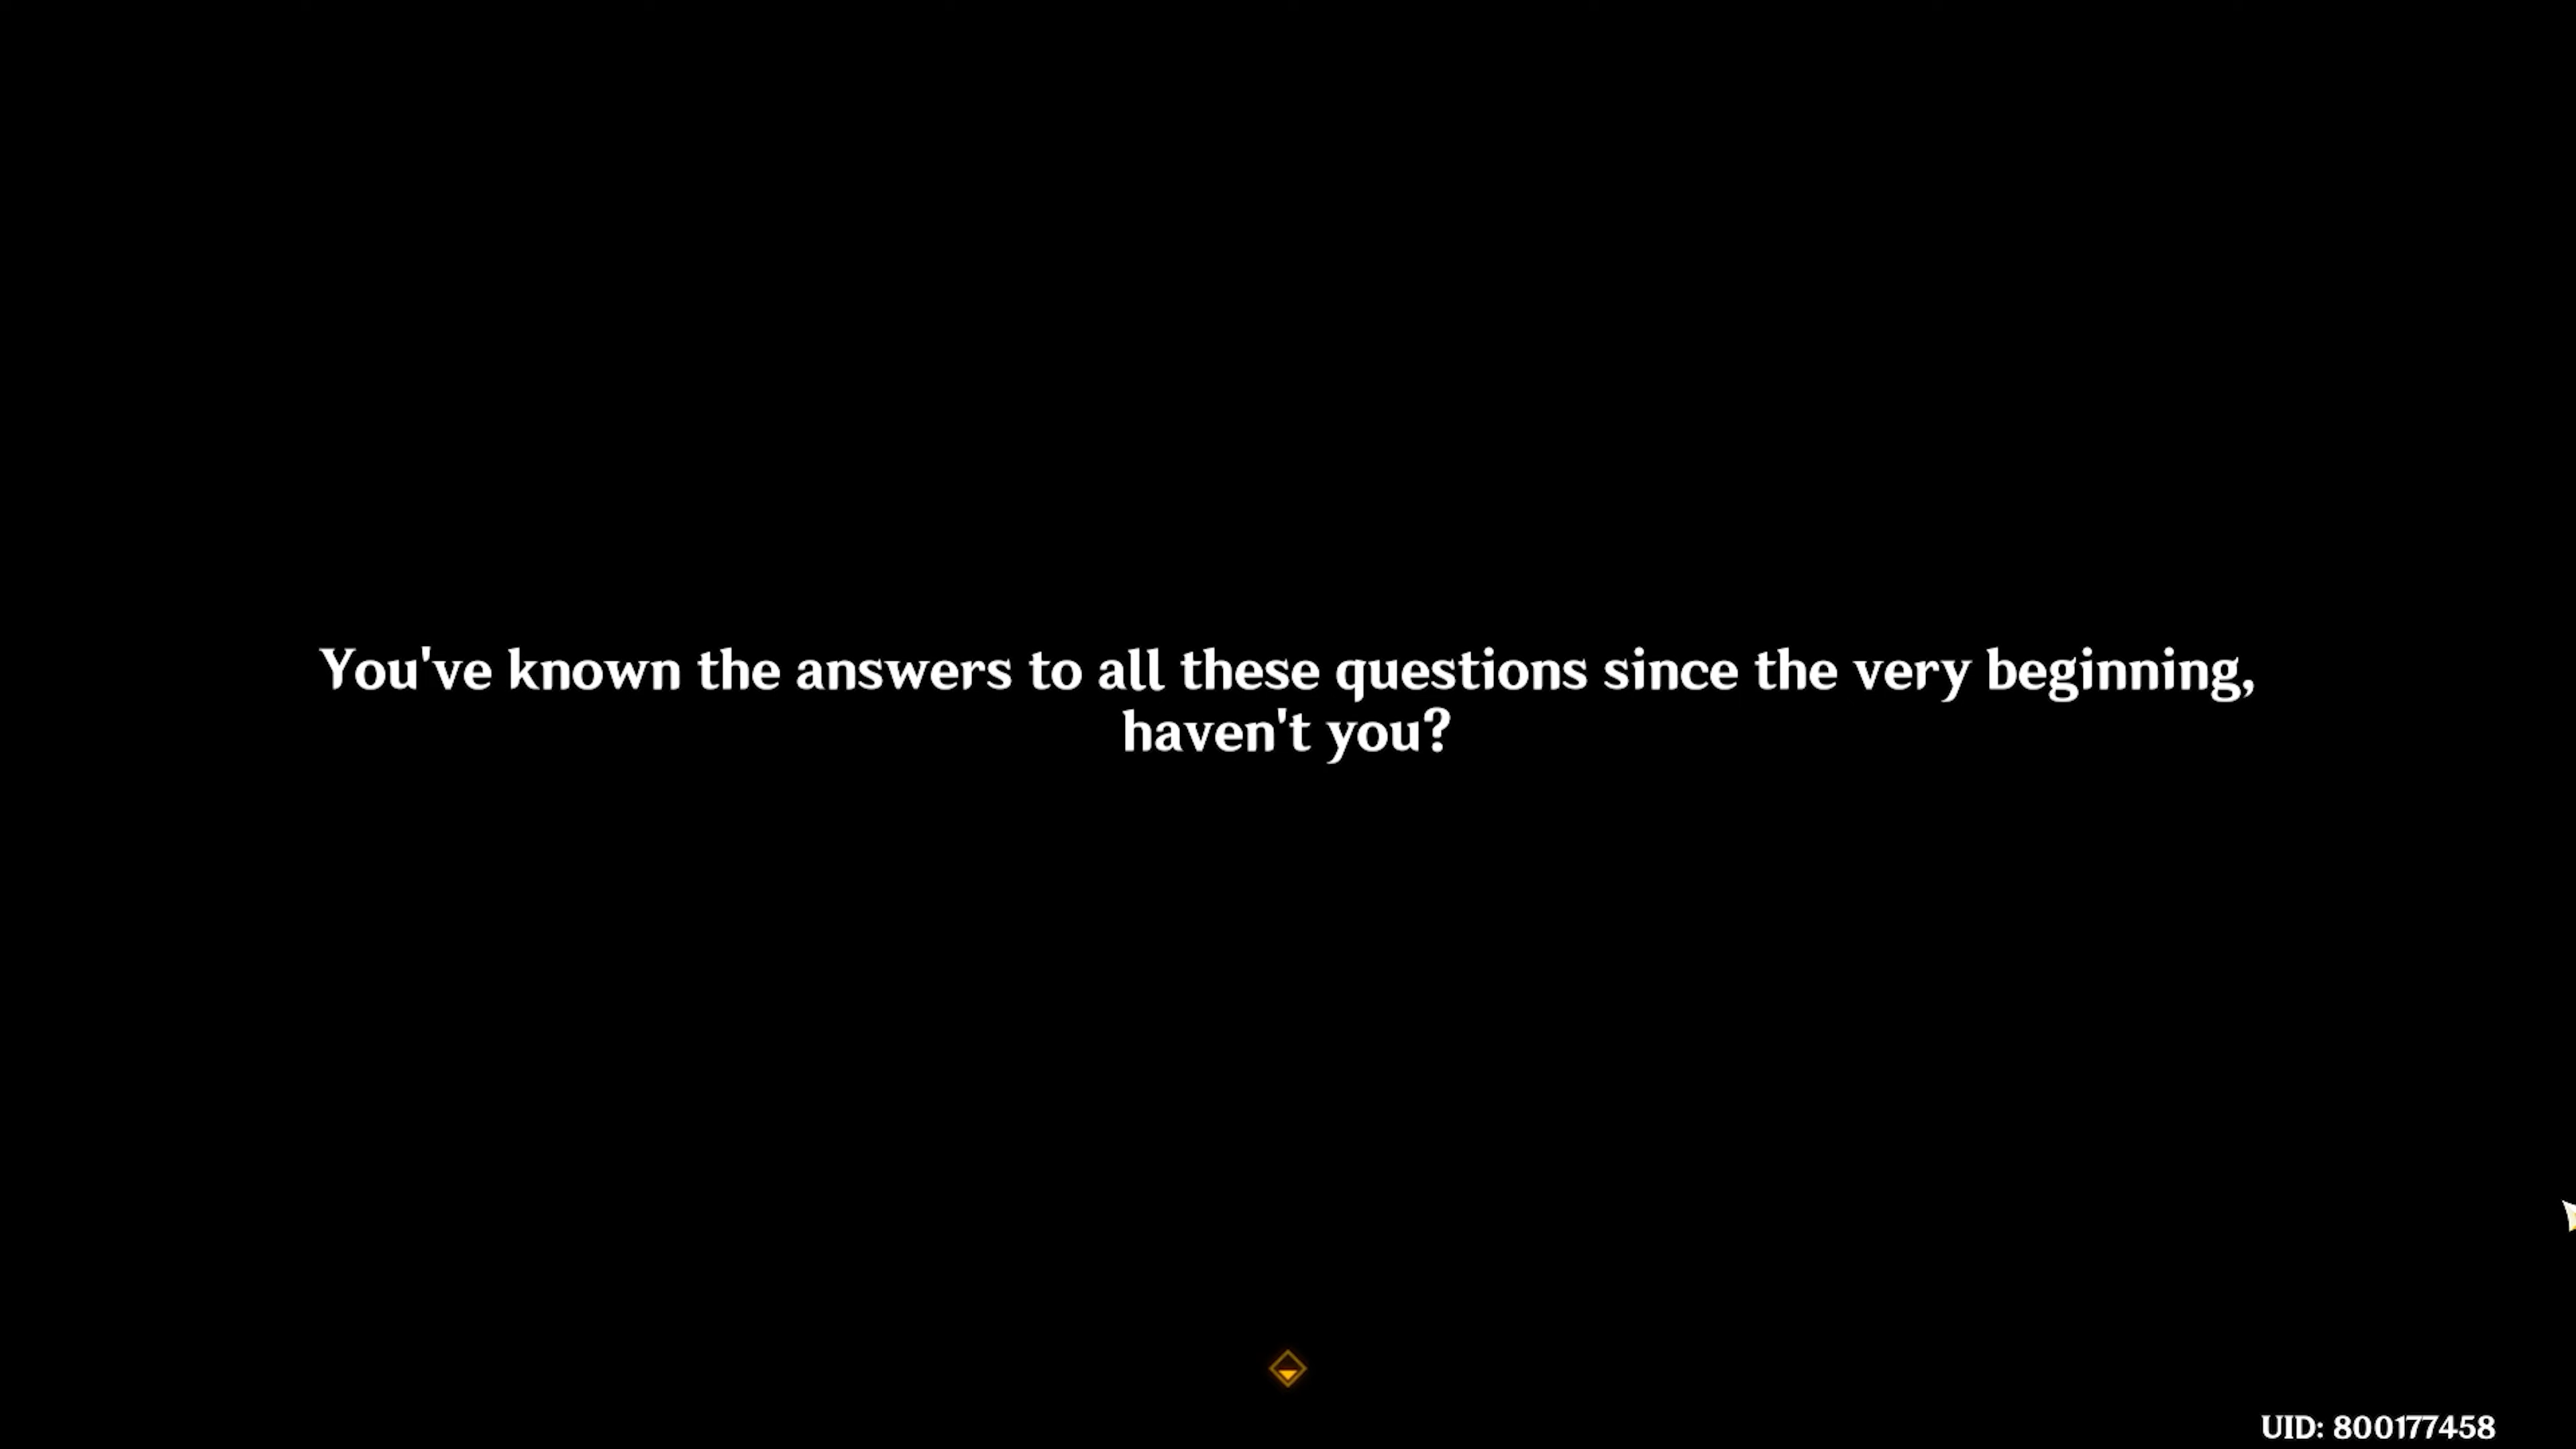 You've known the answers to all these questions since the very beginning,
haven't you?
UID: 800177458